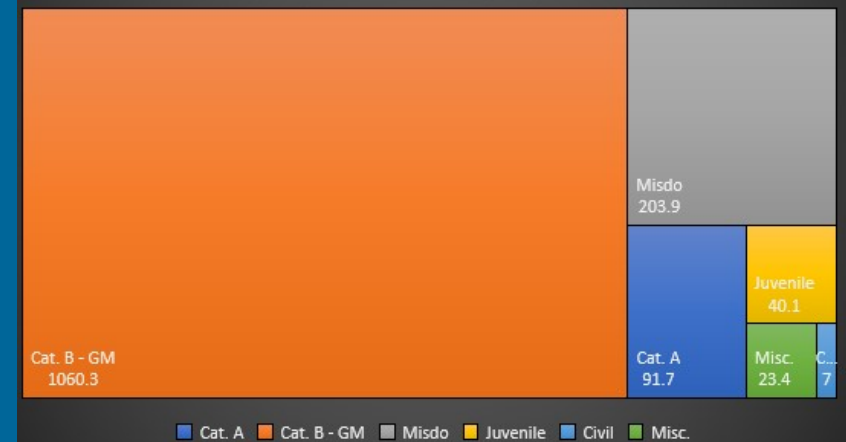 Misdo
203.9
Juvenile
40.1
Cat. B - GM
1060.3
Cat. A
91.7
Misc.
23.4
C...
7
Cat. A Cat. B - GM Misdo Juvenile Civil Misc.